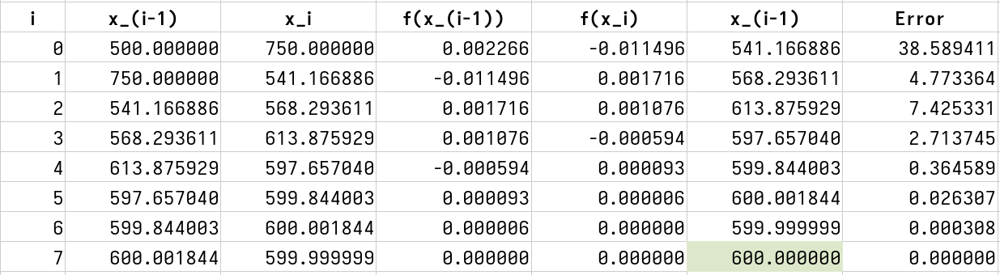 i x_(i-1) x_i f(x_(i-1)) f(x_i) x_(i-1) Error
0 500.000000 750.000000 0.002266 -0.011496 541.166886 38.589411
1 750.000000 541.166886 -0.011496 0.001716 568.293611 4.773364
2 541.166886 568.293611 0.001716 0.001076 613.875929 7.425331
3 568.293611 613.875929 0.001076 -0.000594 597.657040 2.713745
4 613.875929 597.657040 -0.000594 0.000093 599.844003 0.364589
5 597.657040 599.844003 0.000093 0.000006 600.001844 0.026307
6 599.844003 600.001844 0.000006 0.000000 599.999999 0.000308
7 600.001844 599.999999 0.000000 0.000000 600.000000 0.000000